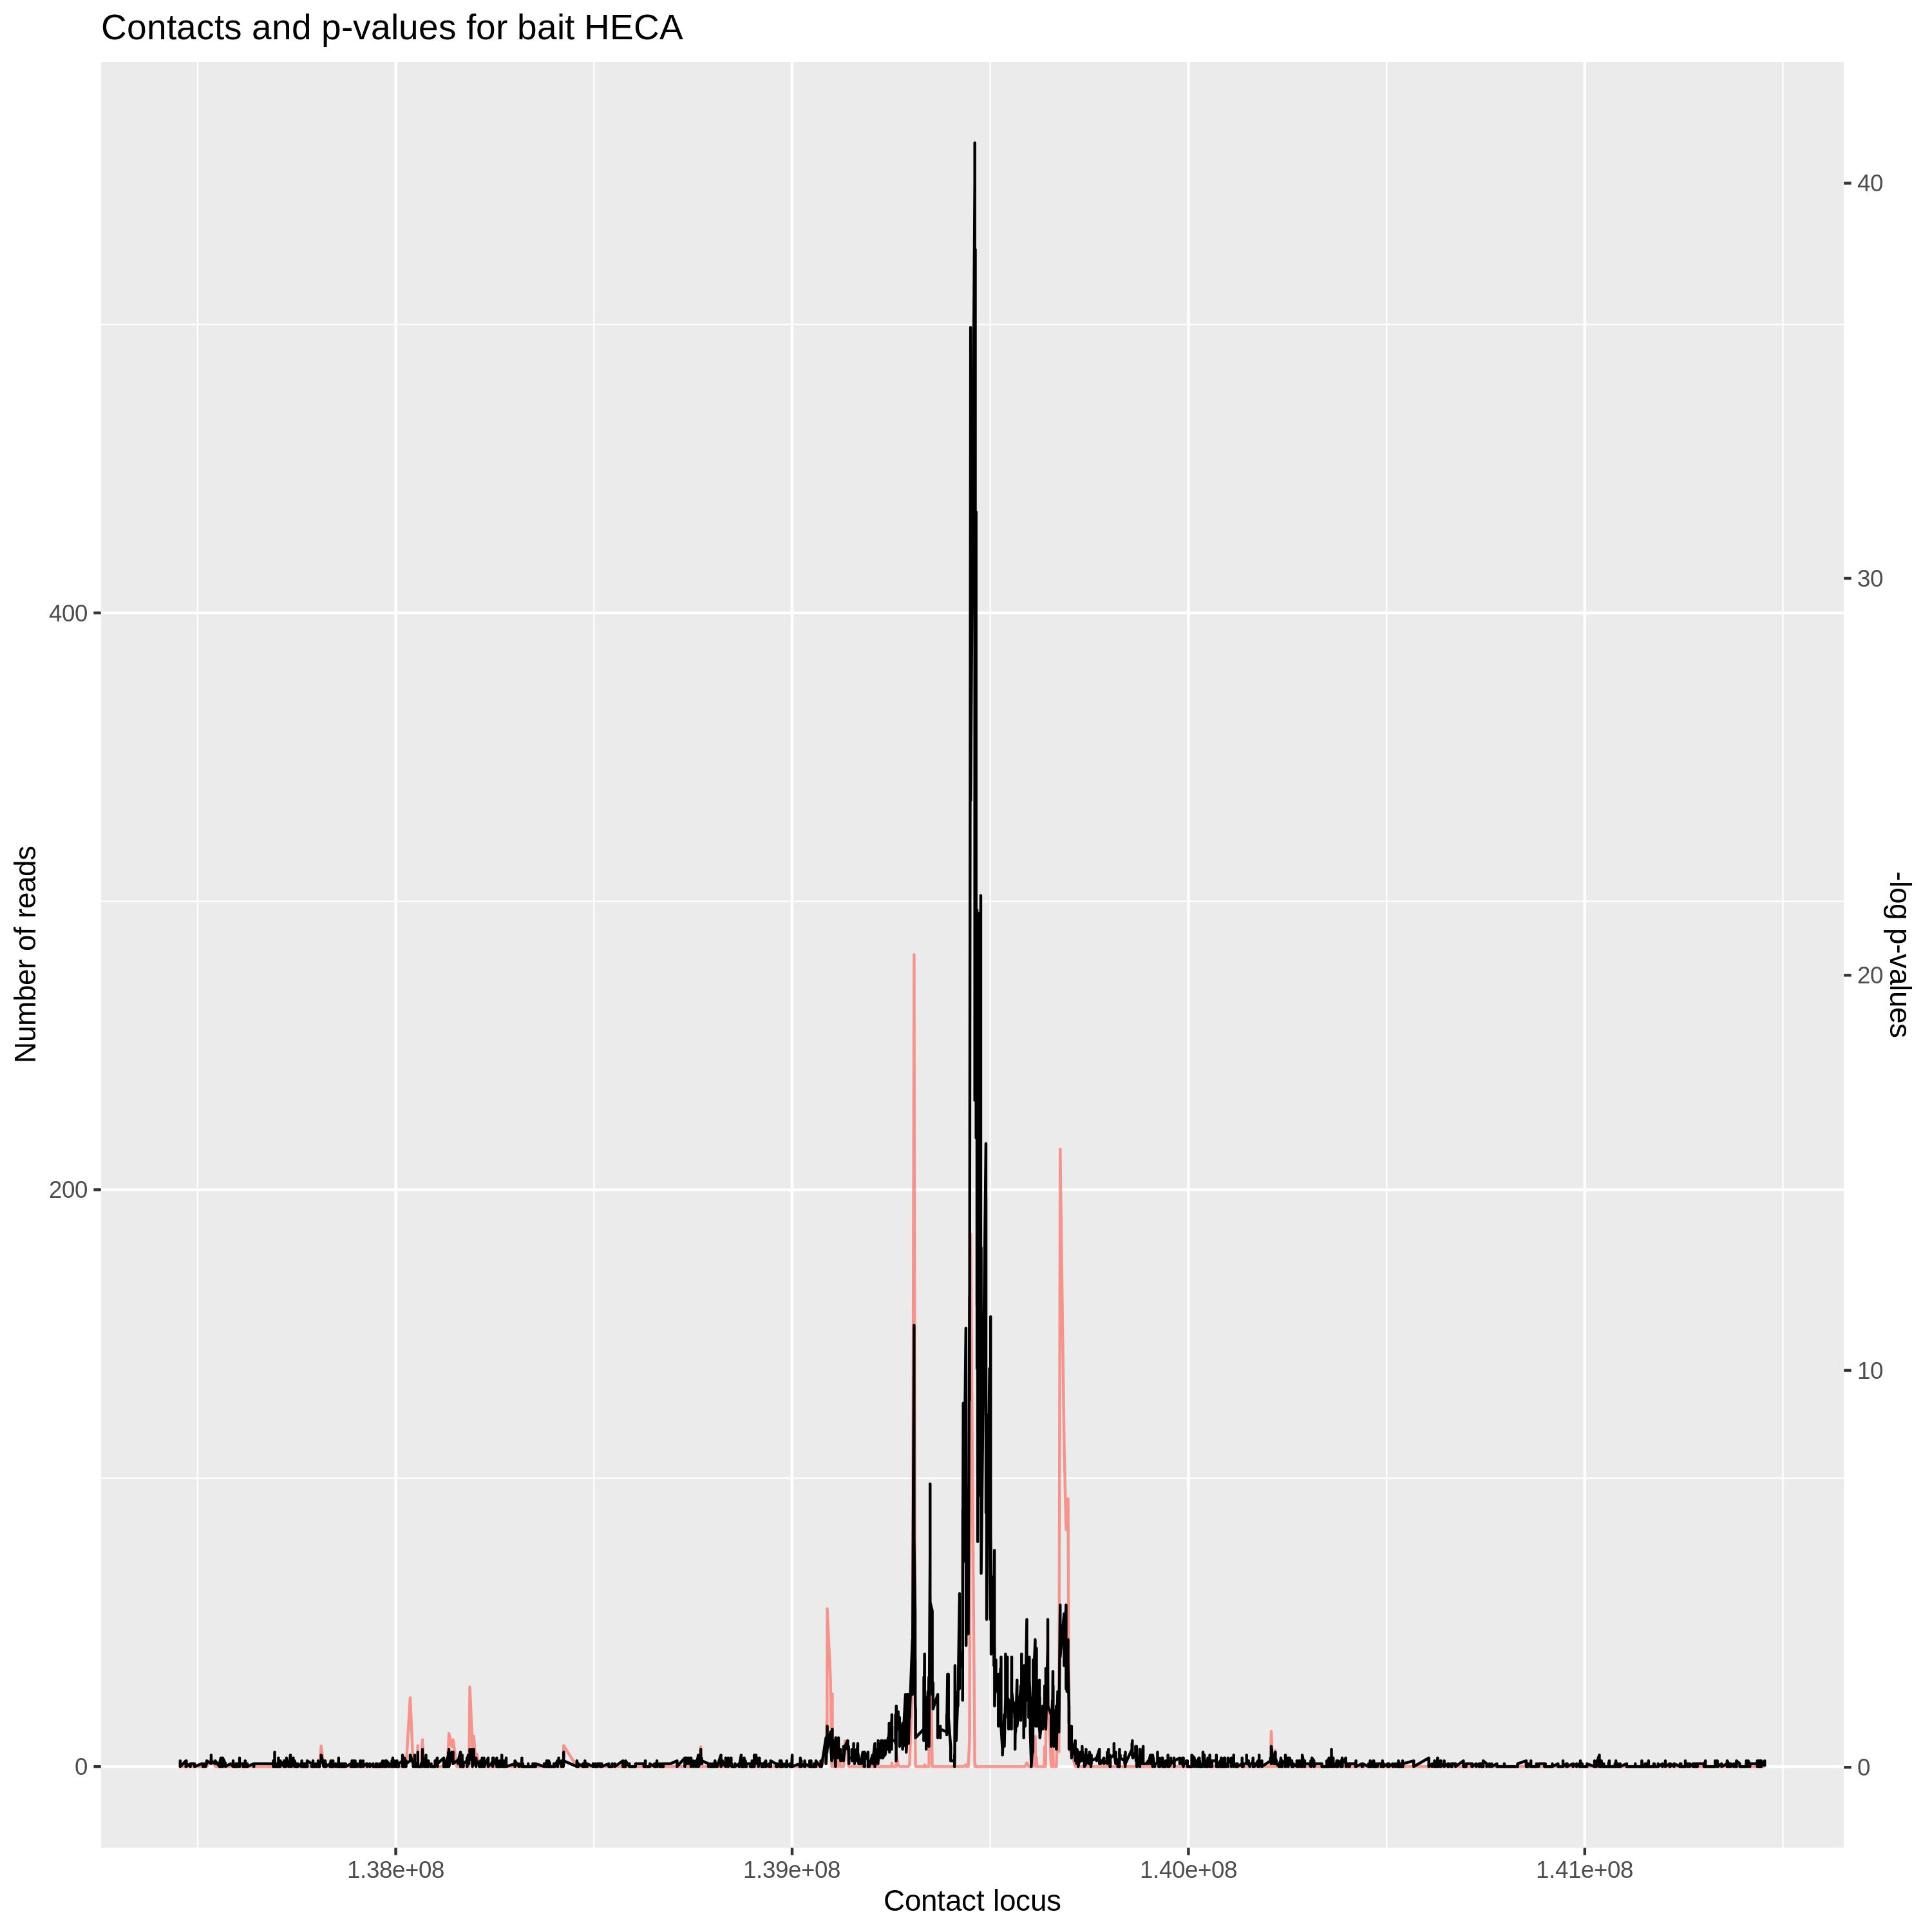 Contacts and p-values for bait HECA
Number of reads
400
200
0
40
30
20
10
0
-log p-values
1.38e+08
1.39e+08
1.40e+08
1.41e+08
Contact locus